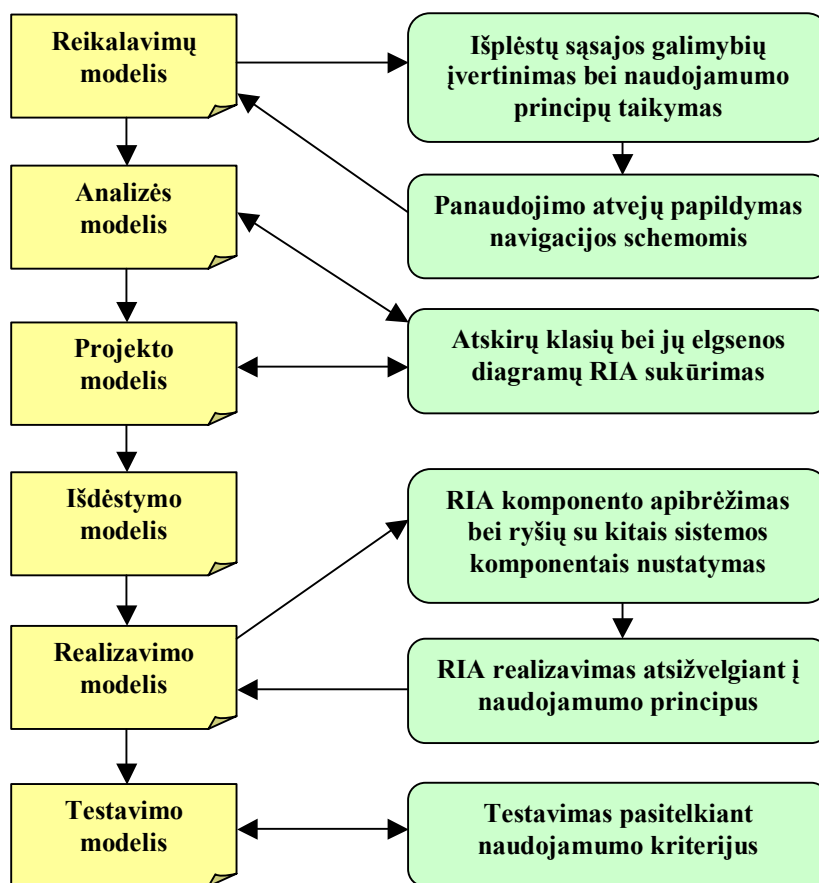 Reikalavimų
modelis
Išplėstų sąsajos galimybių
įvertinimas bei naudojamumo
principų taikymas
Analizės
modelis
Panaudojimo atvejų papildymas
navigacijos schemomis
Projekto
modelis
Atskirų klasių bei jų elgsenos
diagramų RIA sukūrimas
Išdėstymo
modelis
RIA komponento apibrėžimas
bei ryšių su kitais sistemos
komponentais nustatymas
Realizavimo
modelis
RIA realizavimas atsižvelgiant į
naudojamumo principus
Testavimo
modelis
Testavimas pasitelkiant
naudojamumo kriterijus